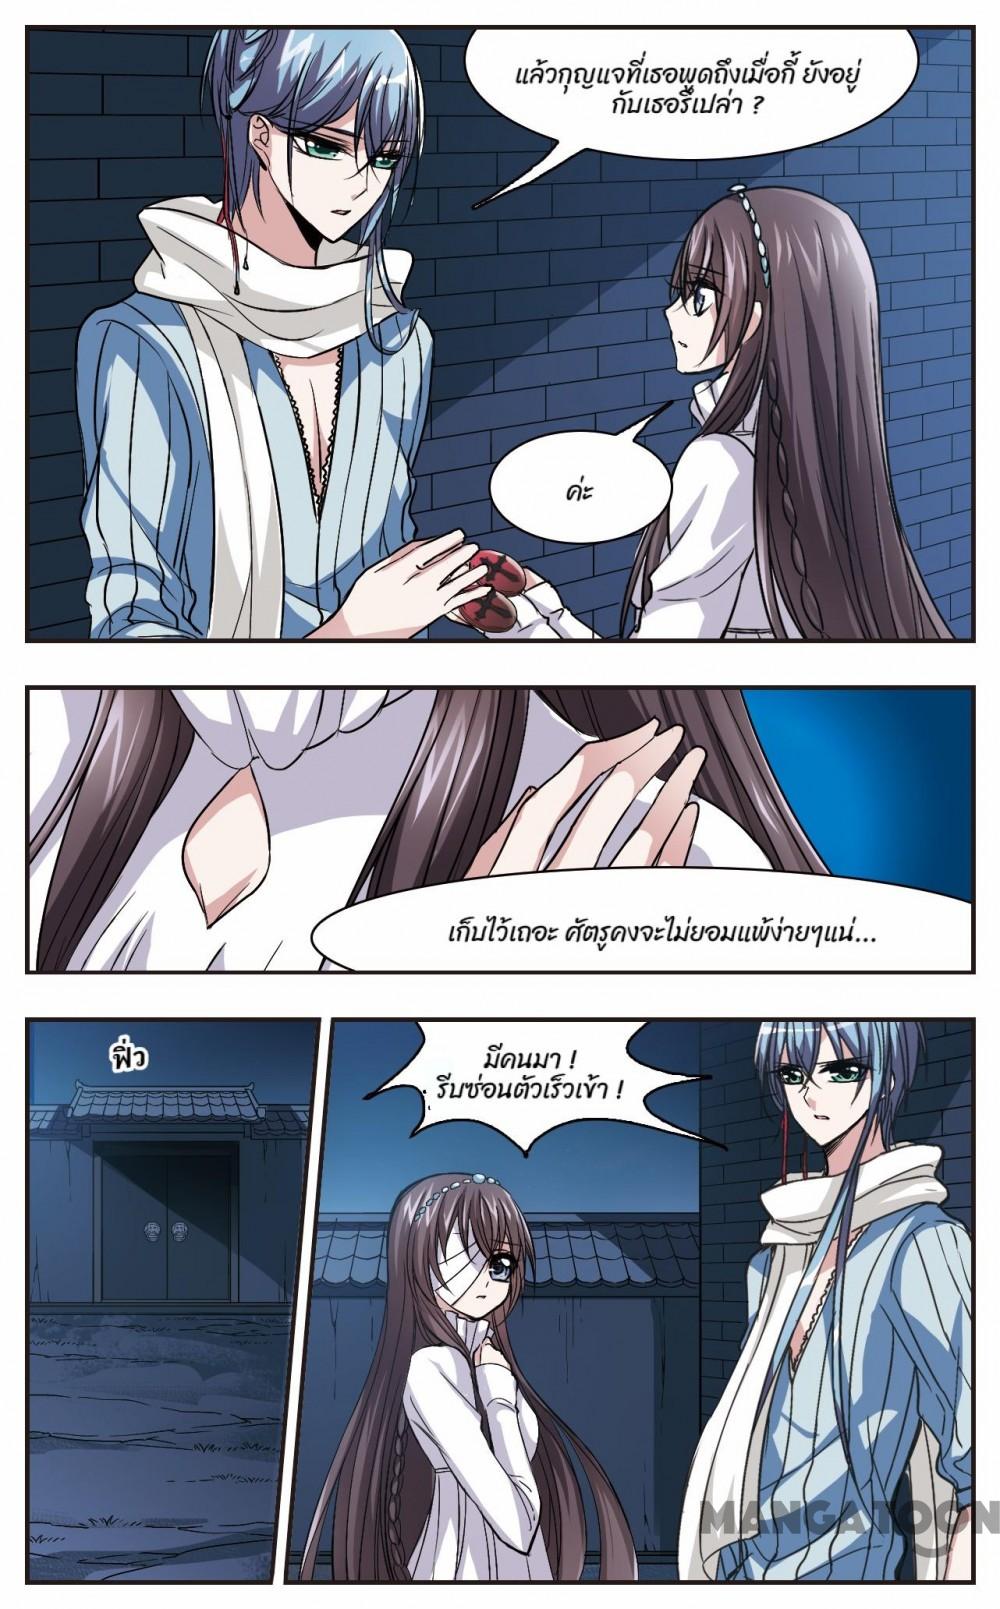 แล้วกุญแจที่เธอพูดถึงเมื่อกี้ ยังอยู่
กับเธอรึเปล่า ?
ค่ะ
เก็บไว้เถอะ ศัตรูคงจะไม่ยอมแพ้ง่ายๆแน่...
ฟิ่ว
มีคนมา !
รีบซ่อนตัวเร็วเข้า !
MANGATOON